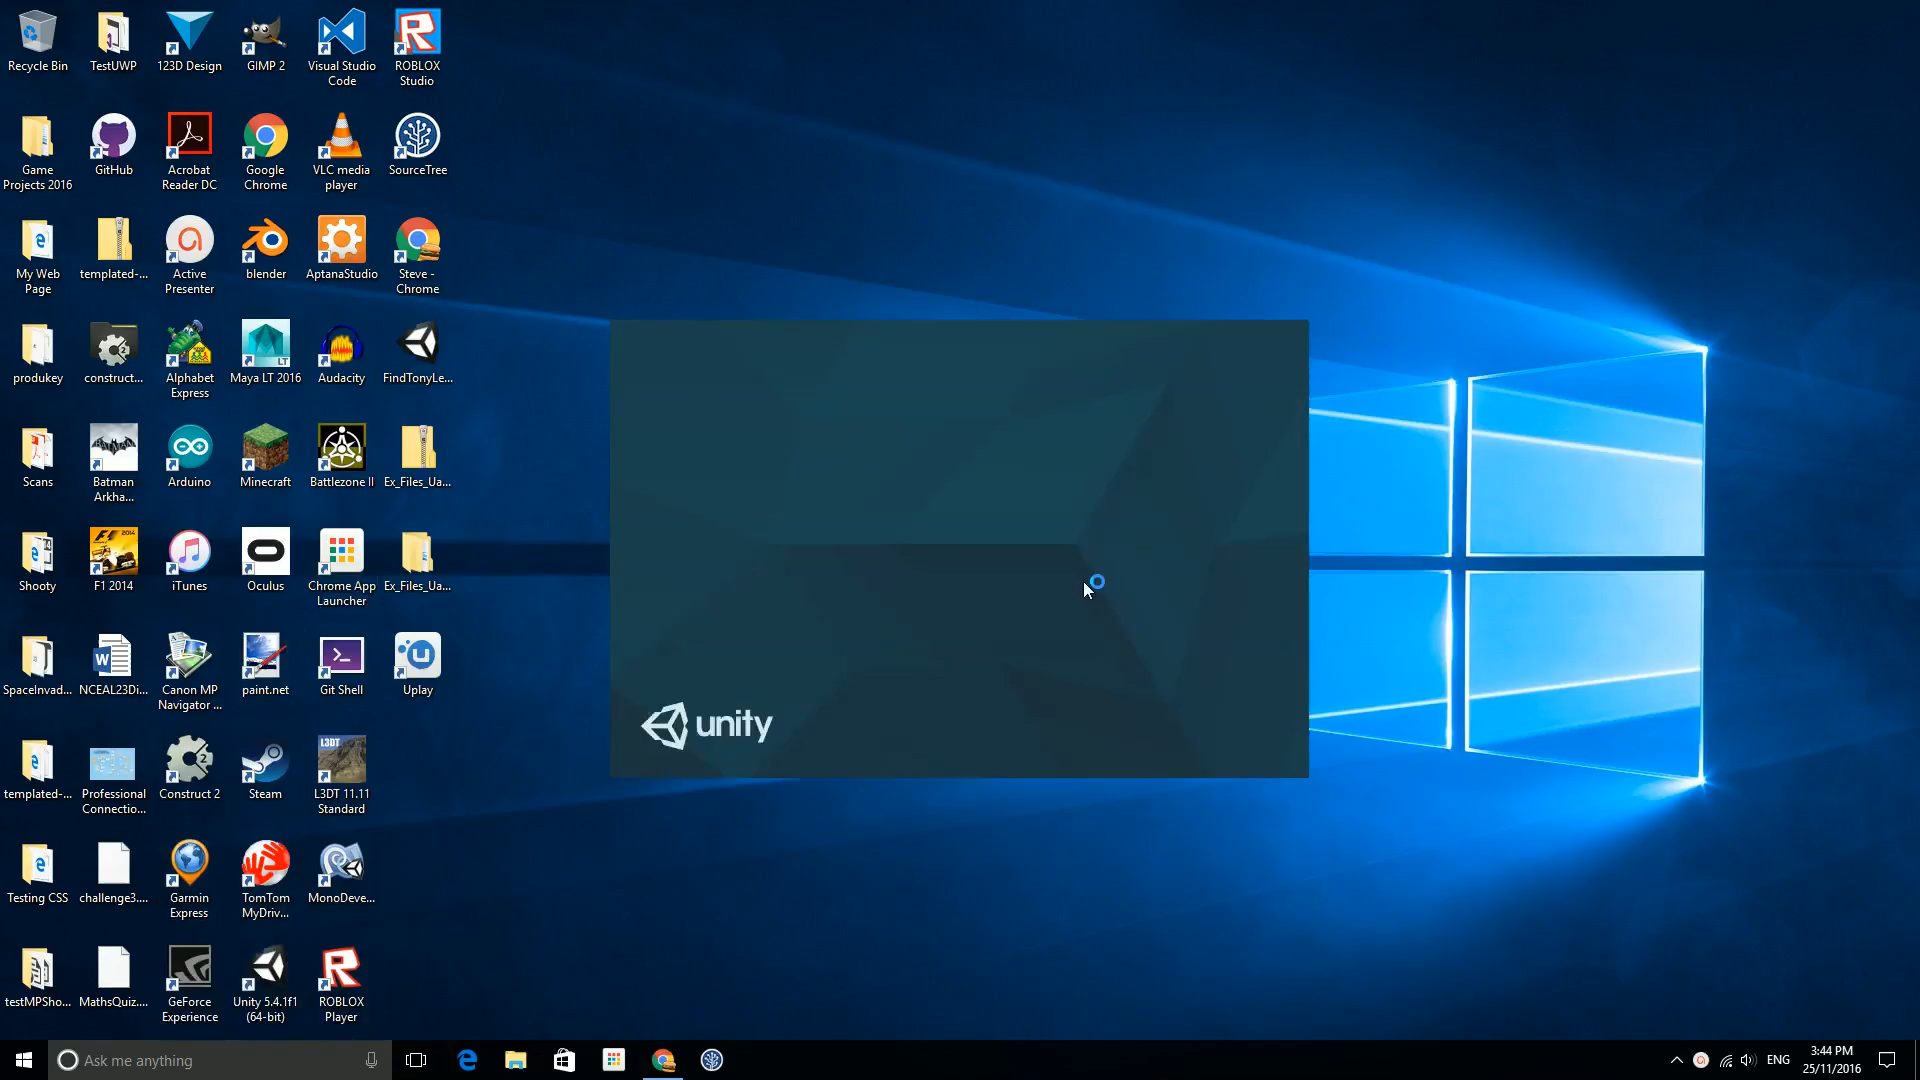 Recycle Bin
TestUWP
123D Design
GIMP 2
Visual Studio
Code
ROBLOX
Studio
Game
Projects 2016
GitHub
Acrobat
Reader DC
Google
Chrome
VLC media
player
SourceTree
My Web
Page
templated-...
Active
Presenter
blender
AptanaStudio
Steve -
Chrome
produkey
construct...
Alphabet
Express
Maya LT 2016
LT
Audacity
FindTonyLe...
Scans
BATMAN
Batman
Arkha...
Arduino
Minecraft
Battlezone II
Ex_Files_Ua...
Shooty
F1 2014
F1 2014
iTunes
Oculus
Chrome App
Launcher
Ex_Files_Ua...
SpaceInvad...
NCEAL23Di...
Canon MP
Navigator ...
paint.net
Git Shell
Uplay
unity
templated-...
Professional
Connectio...
Construct 2
Steam
L3DT
L3DT 11.11
Standard
Testing CSS
challenge3....
Garmin
Express
TomTom
MyDriv...
MonoDeve...
testMPSho...
MathsQuiz....
GeForce
Experience
Unity 5.4.1f1
(64-bit)
ROBLOX
Player
Ask me anything
ENG
3:44 PM
25/11/2016